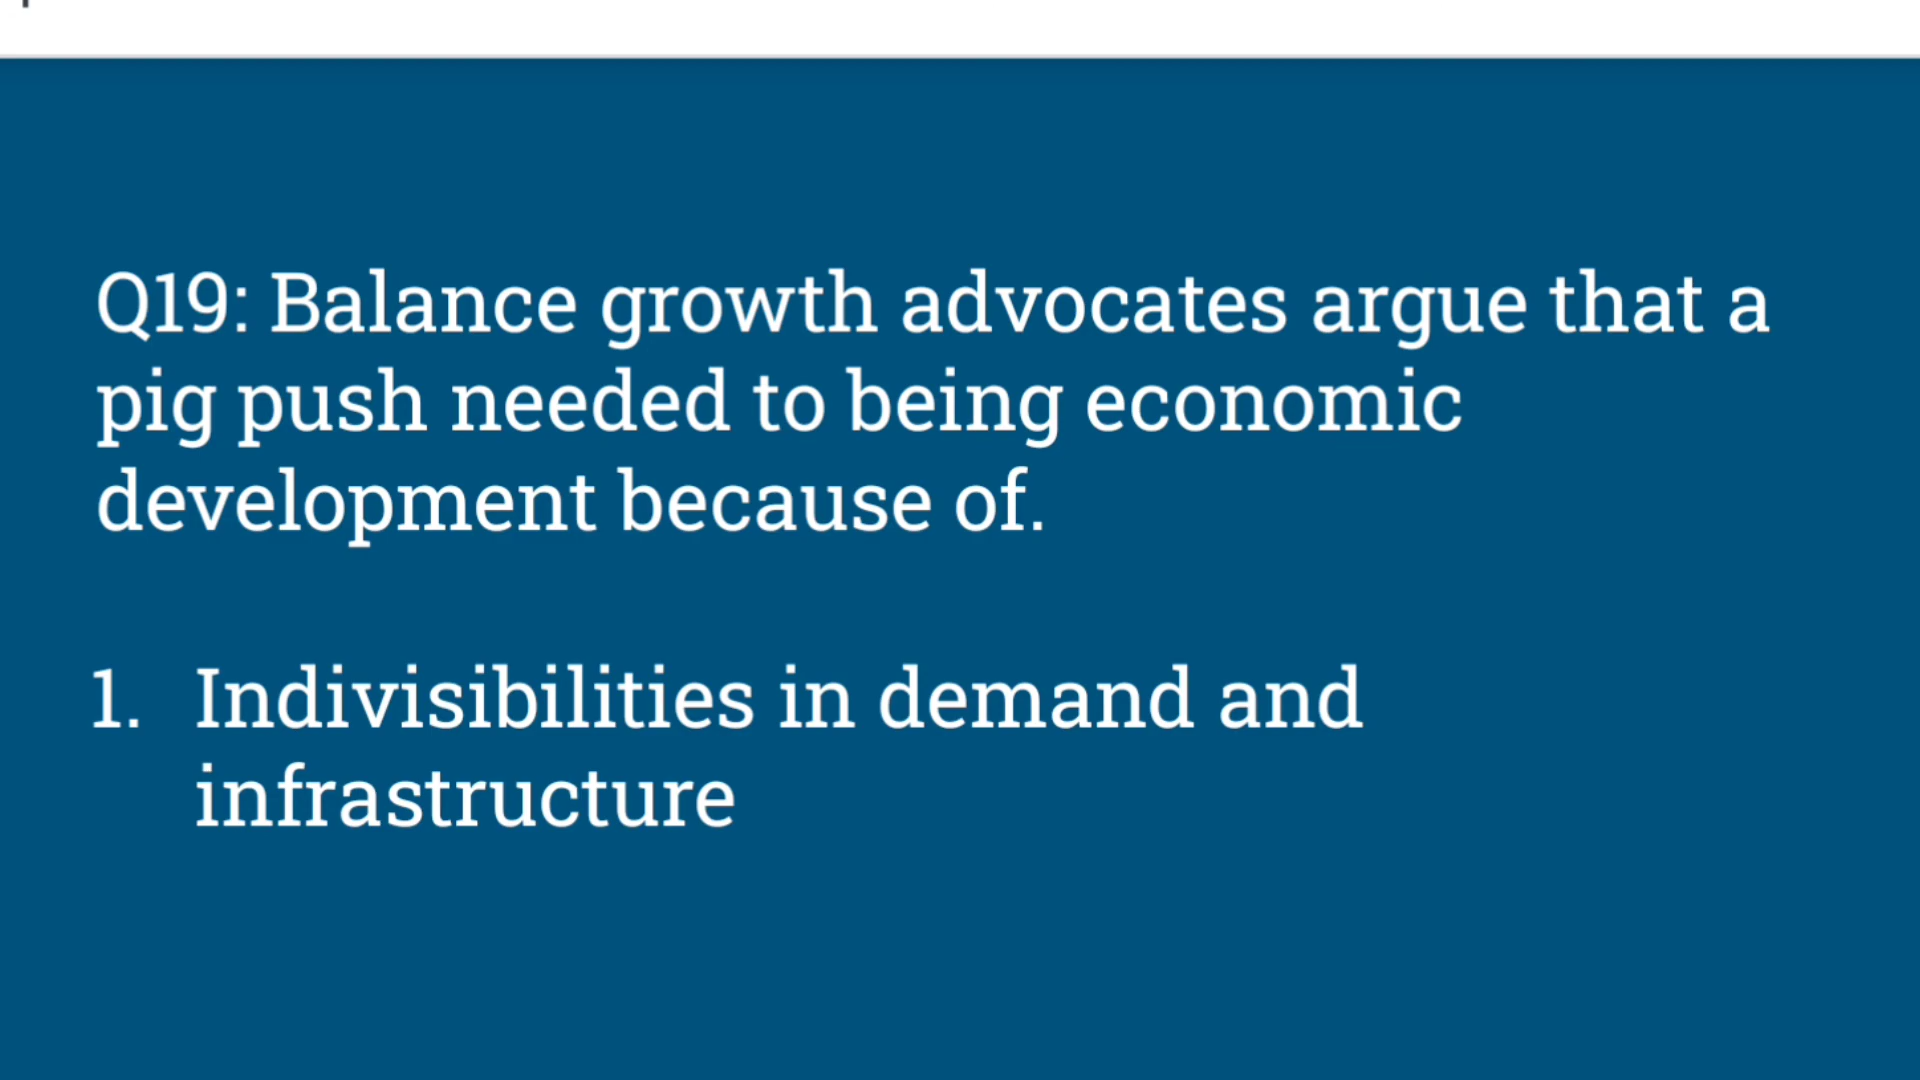 Q19: Balance growth advocates argue that a
pig push needed to being economic
development because of.
1. Indivisibilities in demand and
infrastructure